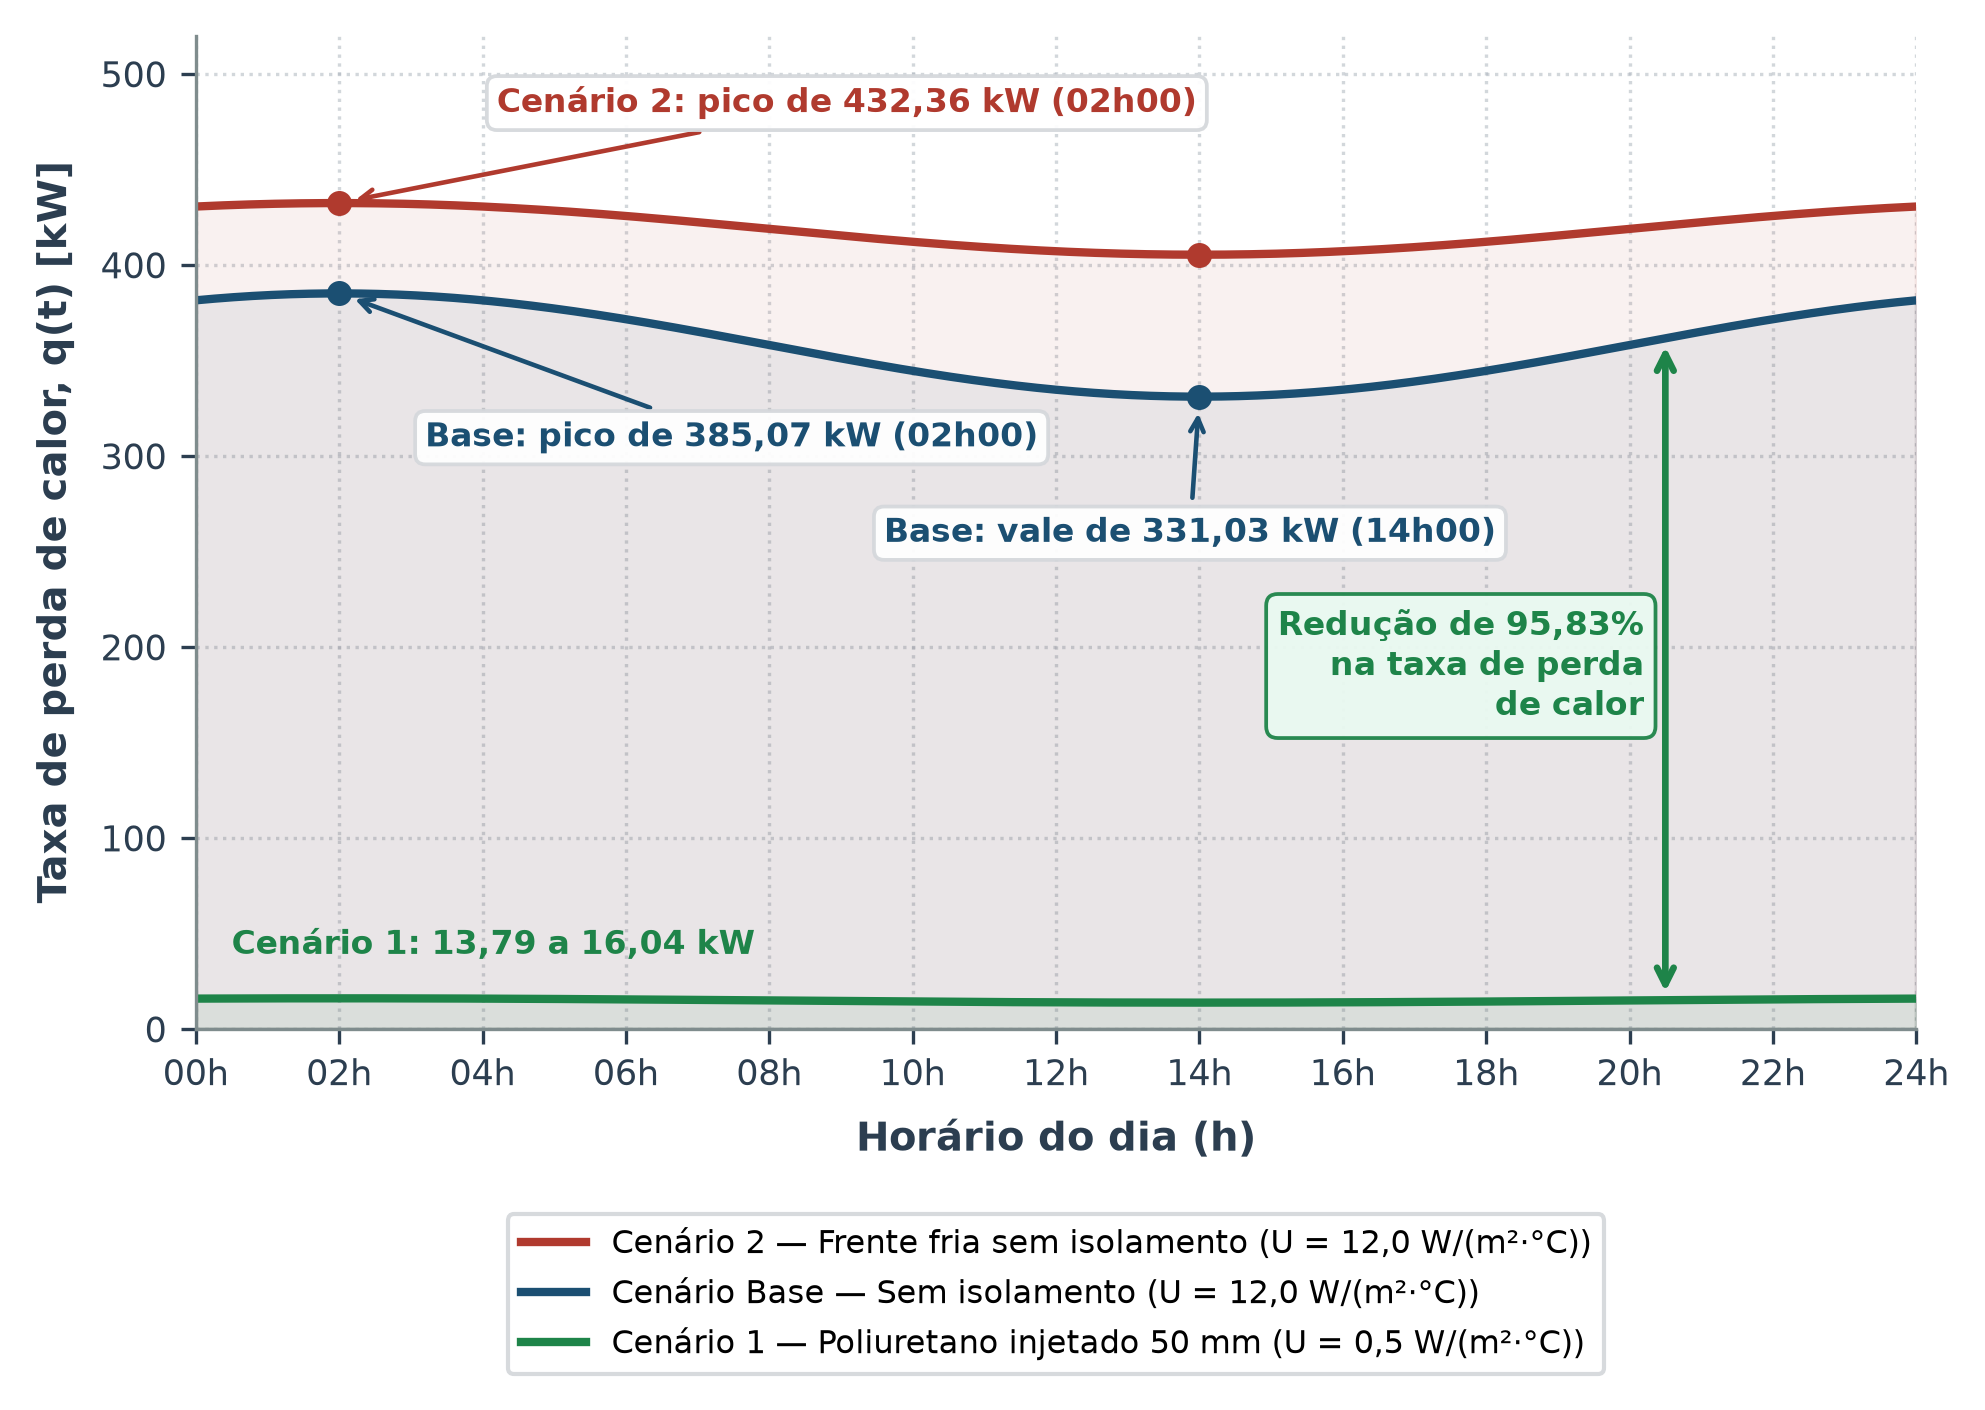 Taxa de perda de calor, q(t) [kW]
500
400
300
200
100
0
Cenário 2: pico de 432,36 kW (02h00)
Base: pico de 385,07 kW (02h00)
Base: vale de 331,03 kW (14h00)
Redução de 95,83%
na taxa de perda
de calor
Cenário 1: 13,79 a 16,04 kW
00h 02h 04h 06h 08h 10h 12h 14h 16h 18h 20h 22h 24h
Horário do dia (h)
Cenário 2 — Frente fria sem isolamento (U = 12,0 W/(m²·°C))
Cenário Base — Sem isolamento (U = 12,0 W/(m²·°C))
Cenário 1 — Poliuretano injetado 50 mm (U = 0,5 W/(m²·°C))